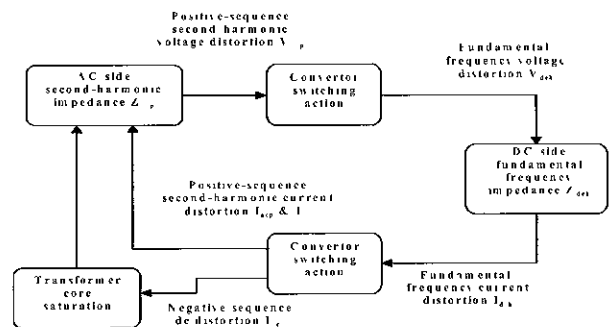 Positive-sequence
second-harmonic
voltage distortion V p
Fundamental
frequency voltage
distortion V
AC side
second-harmonic
impedance Z p
Convertor
switching
action
DC side
fundamental
frequency
impedance Z
Positive-sequence
second-harmonic current
distortion I & I
Convertor
switching
action
Transformer
core
saturation
Negative sequence
dc distortion I
Fundamental
frequency current
distortion I